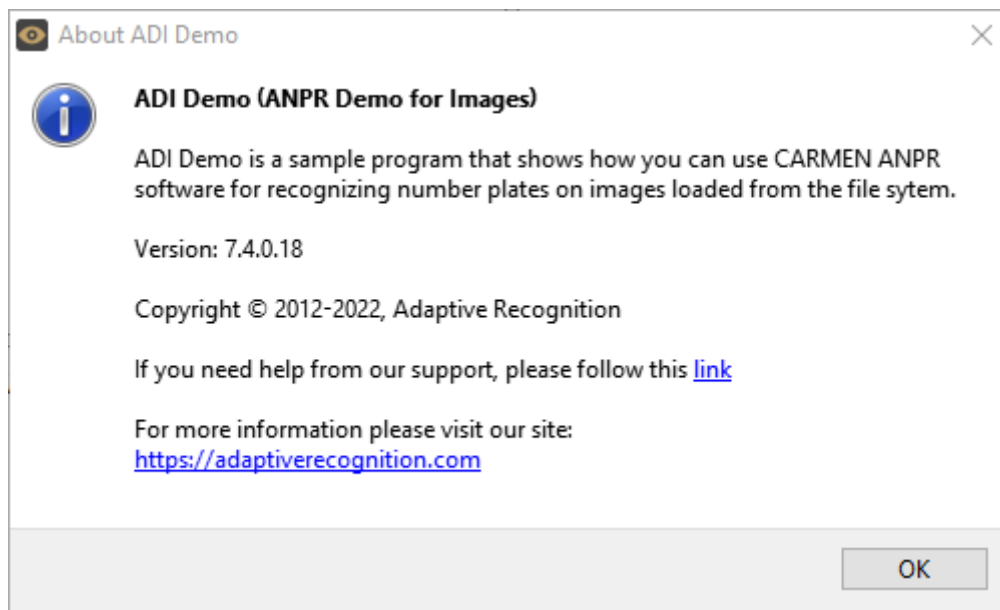 About ADI Demo
ADI Demo (ANPR Demo for Images)
ADI Demo is a sample program that shows how you can use CARMEN ANPR
software for recognizing number plates on images loaded from the file sytem.
Version: 7.4.0.18
Copyright © 2012-2022, Adaptive Recognition
If you need help from our support, please follow this link
For more information please visit our site:
https://adaptiverecognition.com
OK